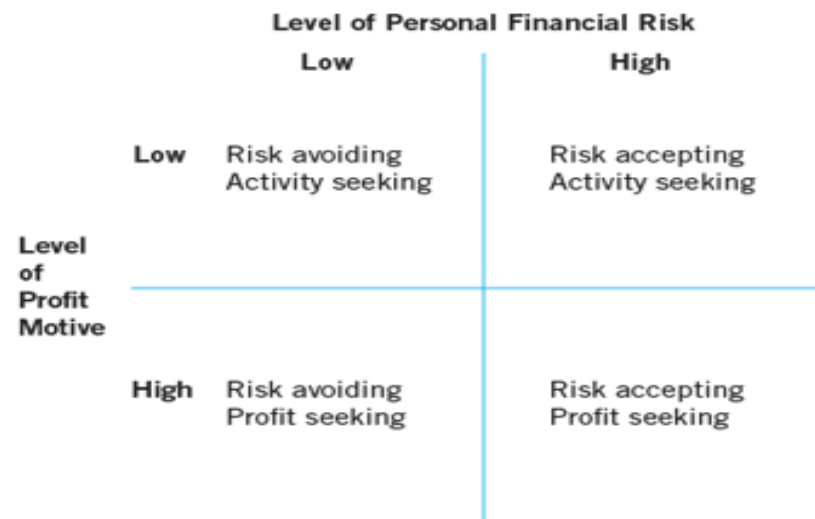 Level of Personal Financial Risk
Low High
Low Risk avoiding Risk accepting
Activity seeking Activity seeking
Level
of
Profit
Motive
High Risk avoiding Risk accepting
Profit seeking Profit seeking